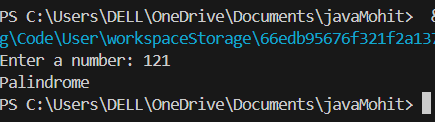 PS C:\Users\DELL\OneDrive\Documents\javaMohit> &
g\Code\User\workspaceStorage\66edb95676f321f2a137
Enter a number: 121
Palindrome
PS C:\Users\DELL\OneDrive\Documents\javaMohit>